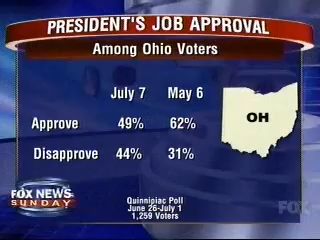 PRESIDENT'S JOB APPROVAL
Among Ohio Voters
July 7 May 6
Approve 49% 62%
Disapprove 44% 31%
OH
FOX NEWS
SUNDAY
Quinnipiac Poll
June 26-July 1
1,259 Voters
FOX